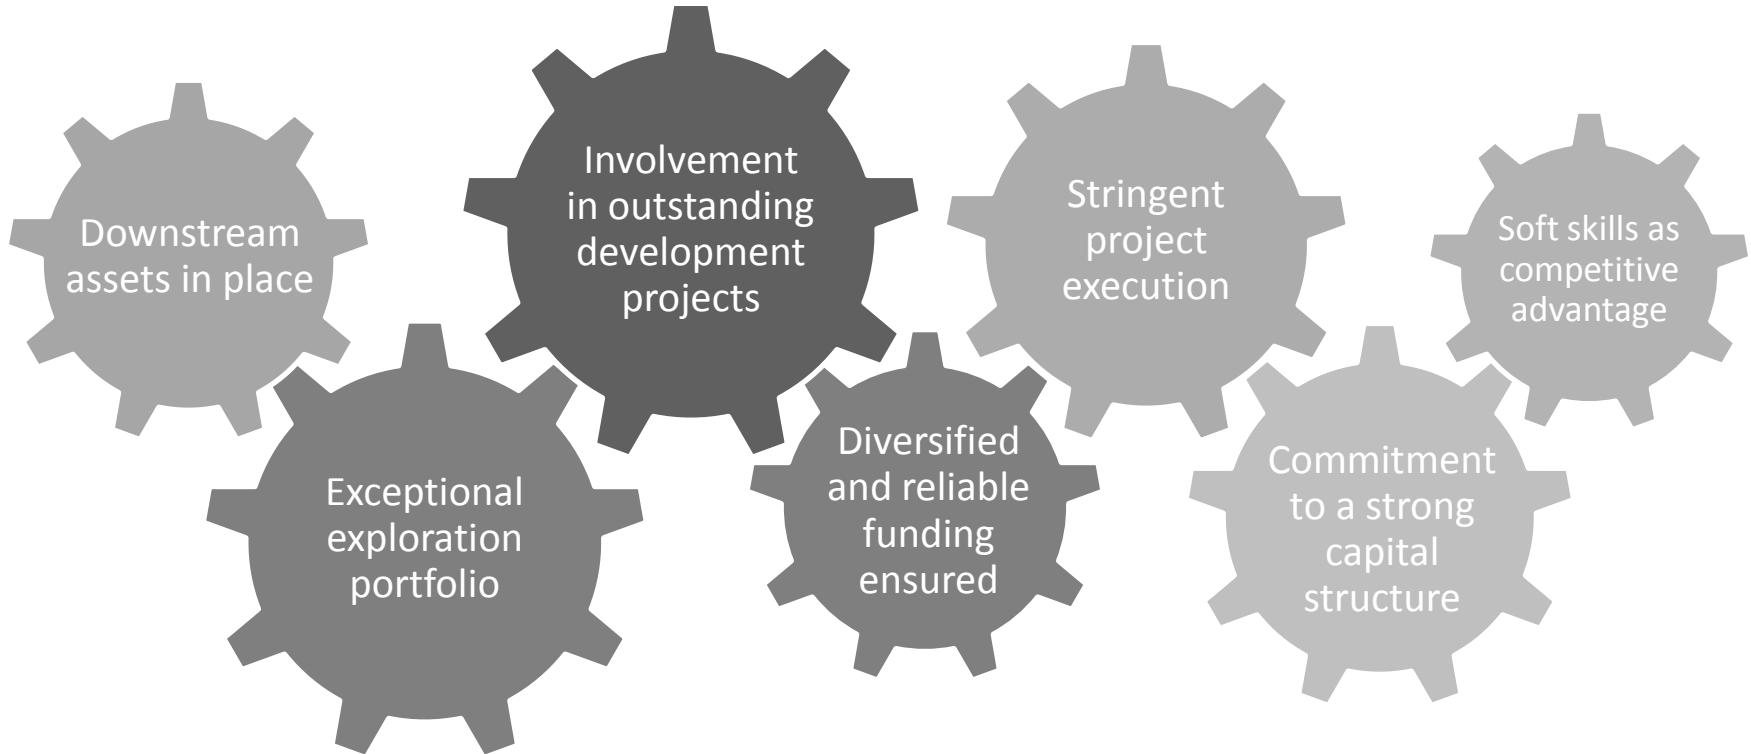 Downstream
assets in place
Exceptional
exploration
portfolio
Involvement
in outstanding
development
projects
Diversified
and reliable
funding
ensured
Stringent
project
execution
Commitment
to a strong
capital
structure
Soft skills as
competitive
advantage